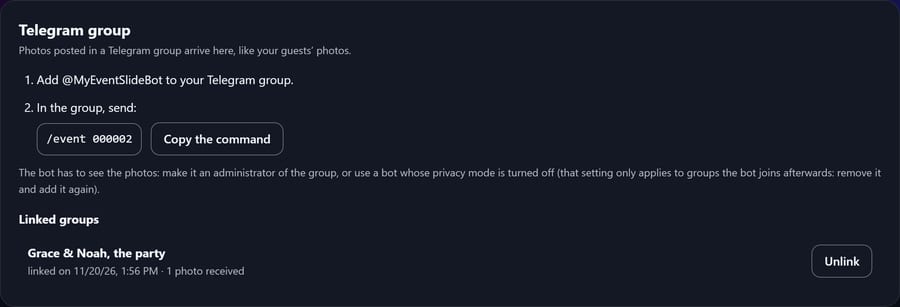 Telegram group
Photos posted in a Telegram group arrive here, like your guests' photos.
1. Add @MyEventSlideBot to your Telegram group.
2. In the group, send:
/event 000002
Copy the command
The bot has to see the photos: make it an administrator of the group, or use a bot whose privacy mode is turned off (that setting only applies to groups the bot joins afterwards: remove it
and add it again).
Linked groups
Grace & Noah, the party
linked on 11/20/26, 1:56 PM · 1 photo received
Unlink